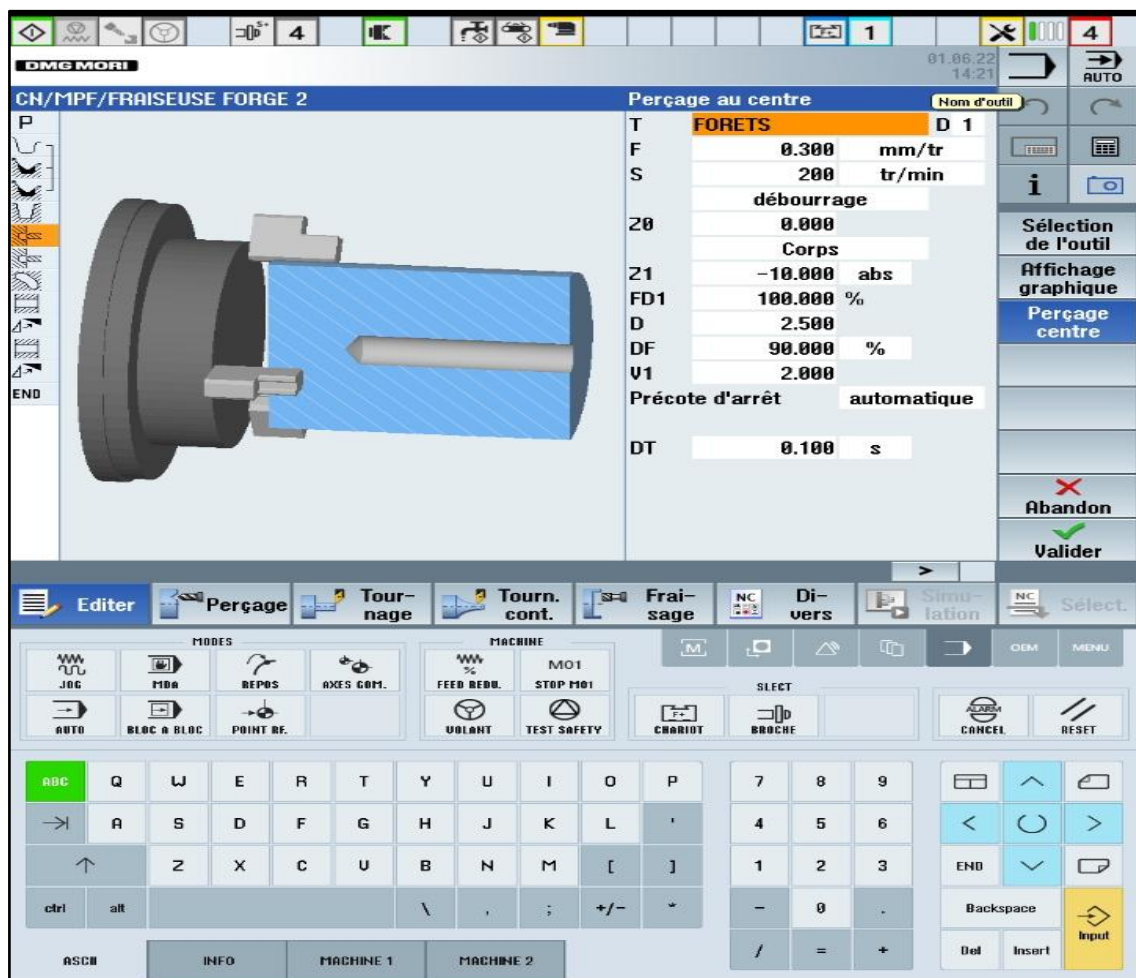 4
1
4
DMG MORI
01.06.22
14:21
AUTO
CN/MPF/FRAISEUSE FORGE 2
Perçage au centre
Nom d'outil
P
END
T FORETS D 1
F 0.300 mm/tr
S 200 tr/min
débourrage
Z0 0.000
Corps
Z1 -10.000 abs
FD1 100.000 %
D 2.500
DF 90.000 %
V1 2.000
Précote d'arrêt automatique
DT 0.100 s
i
Sélection
de l'outil
Affichage
graphique
Perçage
centre
Abandon
Valider
>
Editer
Perçage
Tour-
nage
Tourn.
cont.
Frai-
sage
NC
Di-
vers
Simu-
lation
NC
Sélect.
MODES
MACHINE
JOG
MDA
REPOS
AXES GOM.
%
FEED REDU.
M01
STOP M01
AUTO
BLOC A BLOC
POINT RF.
VOLANT
TEST SAFETY
M
OEM
MENU
SLECT
F+
CHARIOT
BROCHE
ALARM
CANCEL
RESET
ABC Q W E R T Y U I O P 7 8 9
A S D F G H J K L ' 4 5 6
Z X C V B N M [ ] 1 2 3 END
ctrl alt \ , ; +/- * - 0 . Backspace
Input
/ = + Del Insert
ASCII INFO MACHINE 1 MACHINE 2